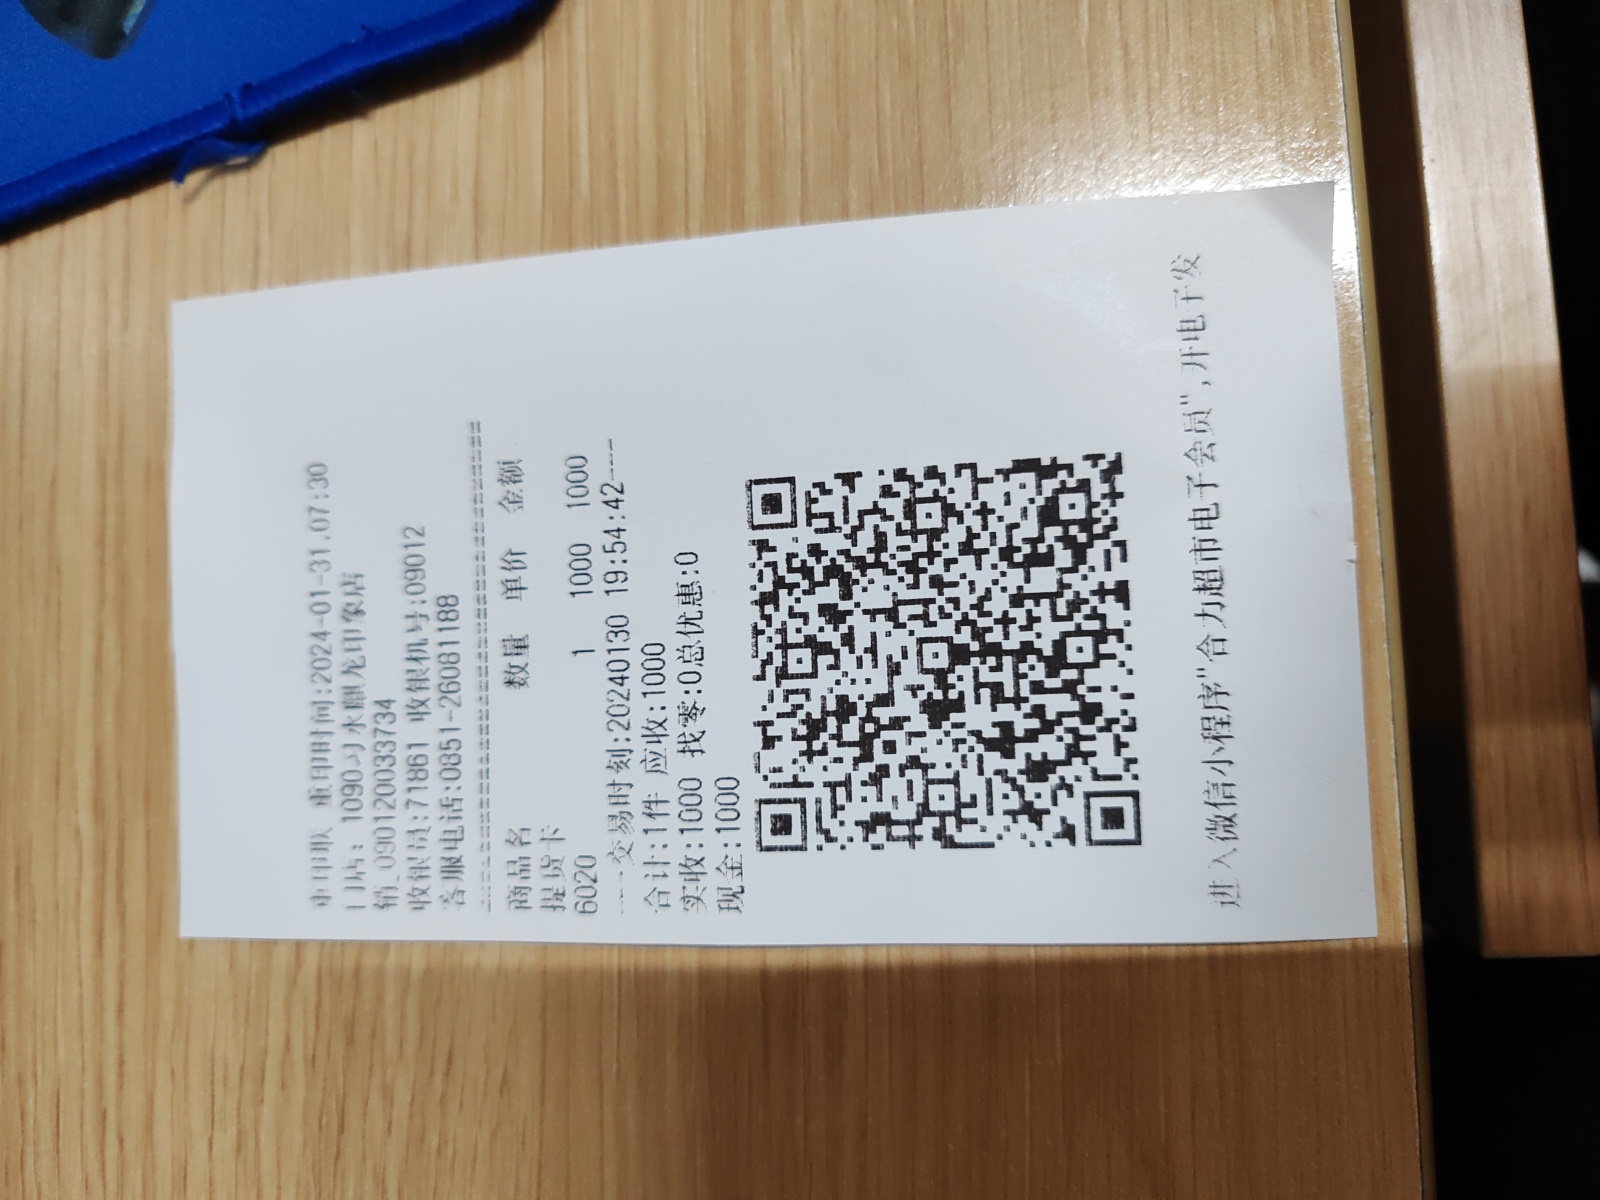 重印联 重印时间:2024-01-31.07:30
门店: 1090习水麒龙印象店
销_090120033734
收银员:71861 收银机号:09012
客服电话:0851-26081188
商品名 数量 单价 金额
提货卡
6020 1 1000 1000
---交易时刻:20240130 19:54:42---
合计:1件 应收:1000
实收:1000 找零:0总优惠:0
现金:1000
进入微信小程序"合力超市电子会员",开电子发